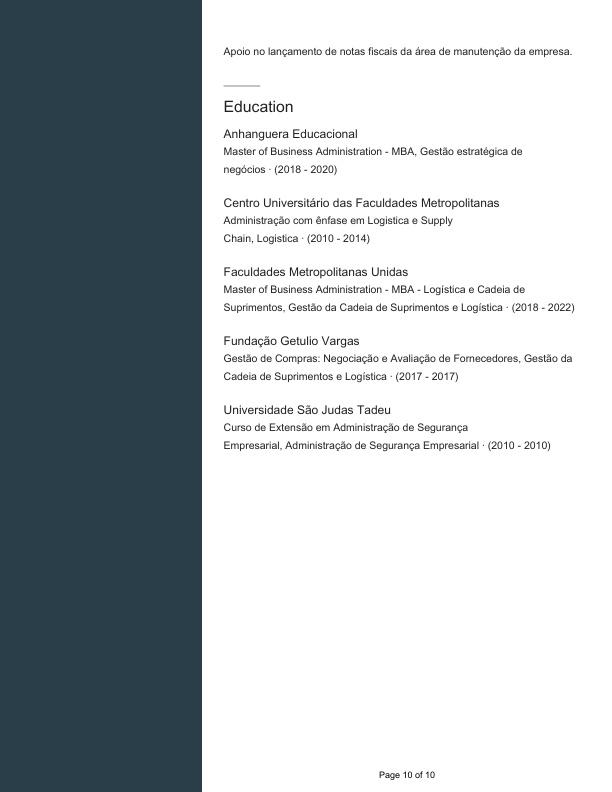 Apoio no lançamento de notas fiscais da área de manutenção da empresa.
Education
Anhanguera Educacional
Master of Business Administration - MBA, Gestão estratégica de
negócios · (2018 - 2020)
Centro Universitário das Faculdades Metropolitanas
Administração com ênfase em Logistica e Supply
Chain, Logistica · (2010 - 2014)
Faculdades Metropolitanas Unidas
Master of Business Administration - MBA - Logística e Cadeia de
Suprimentos, Gestão da Cadeia de Suprimentos e Logística · (2018 - 2022)
Fundação Getulio Vargas
Gestão de Compras: Negociação e Avaliação de Fornecedores, Gestão da
Cadeia de Suprimentos e Logística · (2017 - 2017)
Universidade São Judas Tadeu
Curso de Extensão em Administração de Segurança
Empresarial, Administração de Segurança Empresarial · (2010 - 2010)
Page 10 of 10